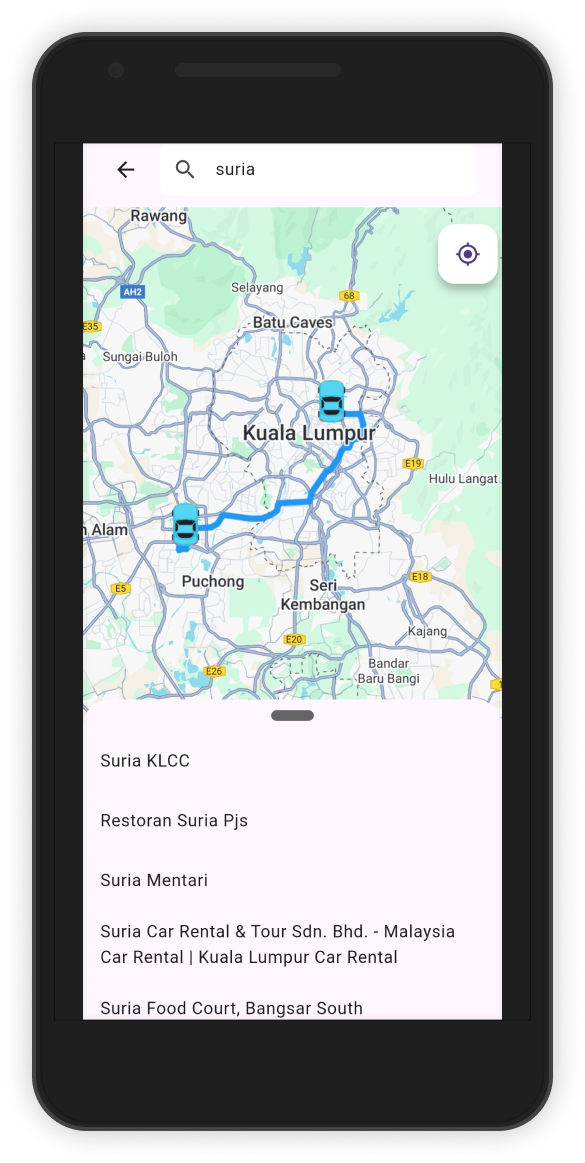 suria
Rawang
AH2
Selayang
68
Batu Caves
E35
Sungai Buloh
Kuala Lumpur
E19
Hulu Langat
n Alam
E5
Puchong
E18
Seri
Kembangan
E20
Kajang
E26
Bandar
Baru Bangi
Suria KLCC
Restoran Suria Pjs
Suria Mentari
Suria Car Rental & Tour Sdn. Bhd. - Malaysia
Car Rental | Kuala Lumpur Car Rental
Suria Food Court, Bangsar South